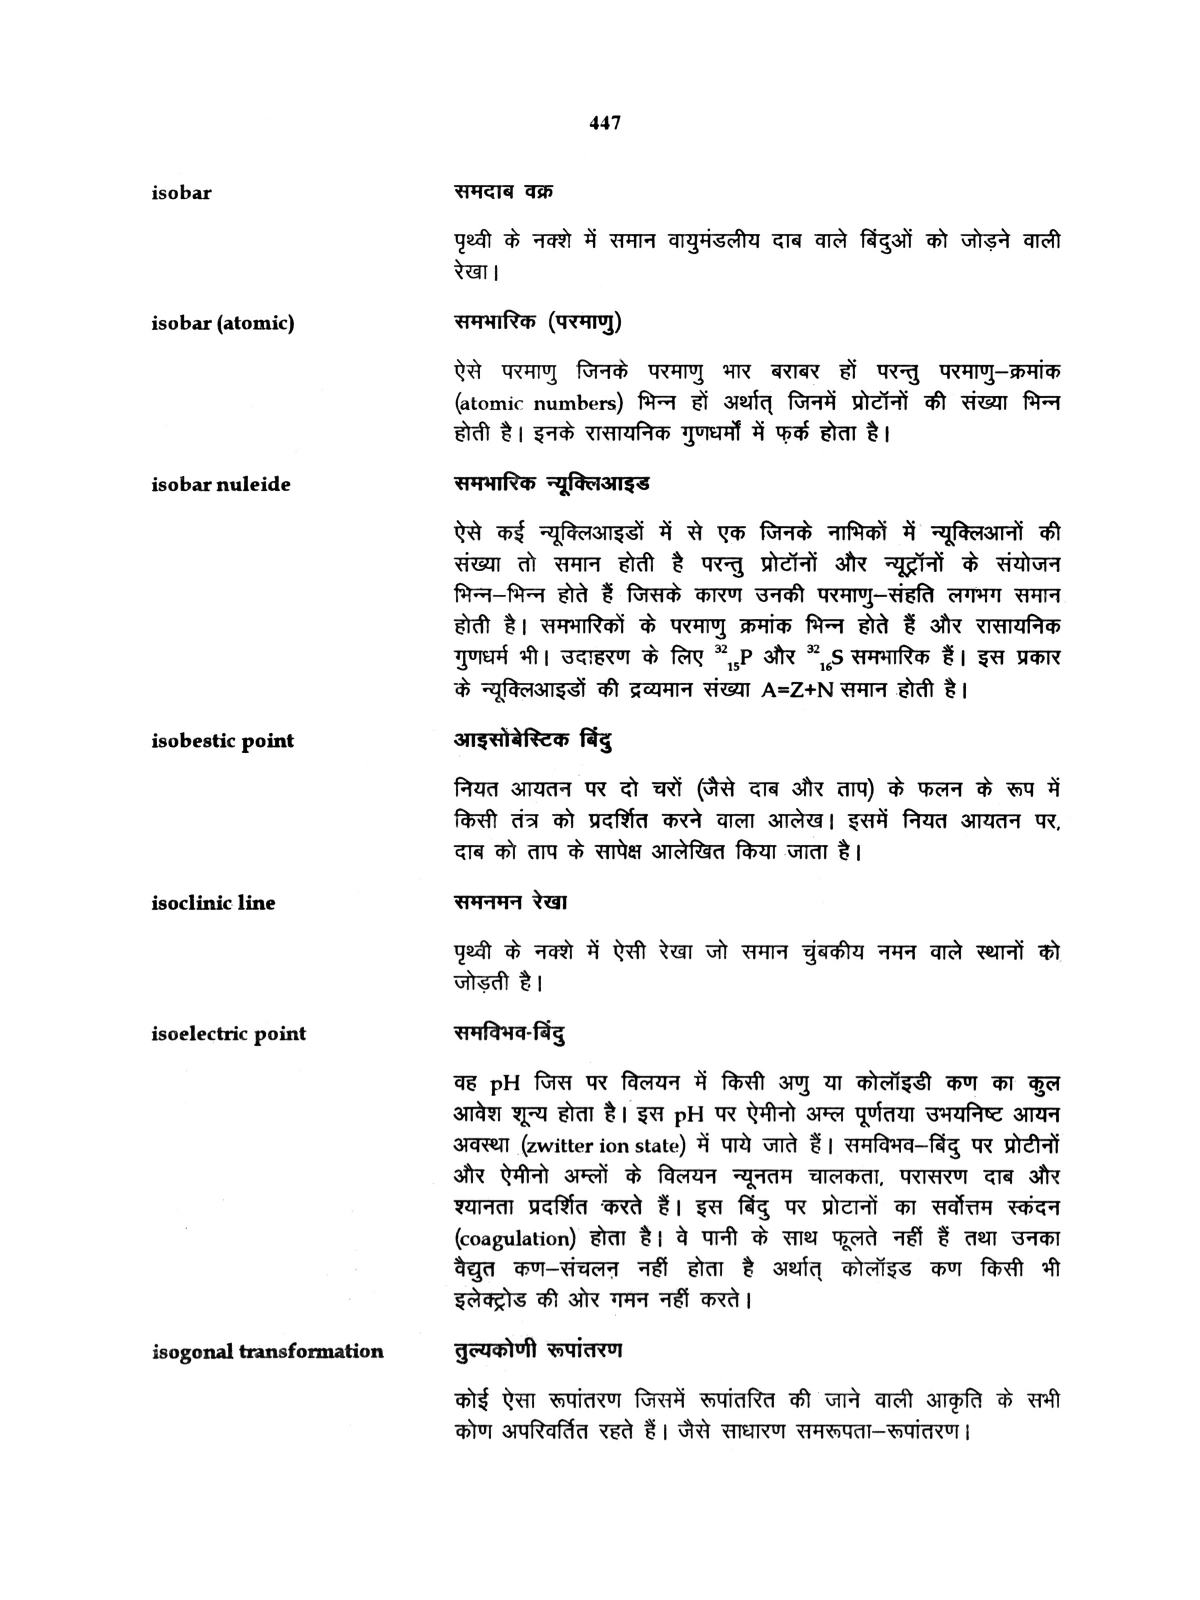 447
isobar समदाब वक्र
पृथ्वी के नक्शे में समान वायुमंडलीय दाब वाले बिंदुओं को जोड़ने वाली
रेखा।
isobar (atomic) समभारिक (परमाणु)
ऐसे परमाणु जिनके परमाणु भार बराबर हों परन्तु परमाणु–क्रमांक
(atomic numbers) भिन्न हों अर्थात् जिनमें प्रोटॉनों की संख्या भिन्न
होती है। इनके रासायनिक गुणधर्मों में फ़र्क होता है।
isobar nuleide समभारिक न्यूक्लिआइड
ऐसे कई न्यूक्लिआइडों में से एक जिनके नाभिकों में न्यूक्लिआनों की
संख्या तो समान होती है परन्तु प्रोटॉनों और न्यूट्रॉनों के संयोजन
भिन्न–भिन्न होते हैं जिसके कारण उनकी परमाणु–संहति लगभग समान
होती है। समभारिकों के परमाणु क्रमांक भिन्न होते हैं और रासायनिक
गुणधर्म भी। उदाहरण के लिए ³²₁₅P और ³²₁₆S समभारिक हैं। इस प्रकार
के न्यूक्लिआइडों की द्रव्यमान संख्या A=Z+N समान होती है।
isobestic point आइसोबेस्टिक बिंदु
नियत आयतन पर दो चरों (जैसे दाब और ताप) के फलन के रूप में
किसी तंत्र को प्रदर्शित करने वाला आलेख। इसमें नियत आयतन पर,
दाब को ताप के सापेक्ष आलेखित किया जाता है।
isoclinic line समनमन रेखा
पृथ्वी के नक्शे में ऐसी रेखा जो समान चुंबकीय नमन वाले स्थानों को
जोड़ती है।
isoelectric point समविभव-बिंदु
वह pH जिस पर विलयन में किसी अणु या कोलॉइडी कण का कुल
आवेश शून्य होता है। इस pH पर ऐमीनो अम्ल पूर्णतया उभयनिष्ट आयन
अवस्था (zwitter ion state) में पाये जाते हैं। समविभव–बिंदु पर प्रोटीनों
और ऐमीनो अम्लों के विलयन न्यूनतम चालकता, परासरण दाब और
श्यानता प्रदर्शित करते हैं। इस बिंदु पर प्रोटानों का सर्वोत्तम स्कंदन
(coagulation) होता है। वे पानी के साथ फूलते नहीं हैं तथा उनका
वैद्युत कण–संचलन नहीं होता है अर्थात् कोलॉइड कण किसी भी
इलेक्ट्रोड की ओर गमन नहीं करते।
isogonal transformation तुल्यकोणी रूपांतरण
कोई ऐसा रूपांतरण जिसमें रूपांतरित की जाने वाली आकृति के सभी
कोण अपरिवर्तित रहते हैं। जैसे साधारण समरूपता–रूपांतरण।